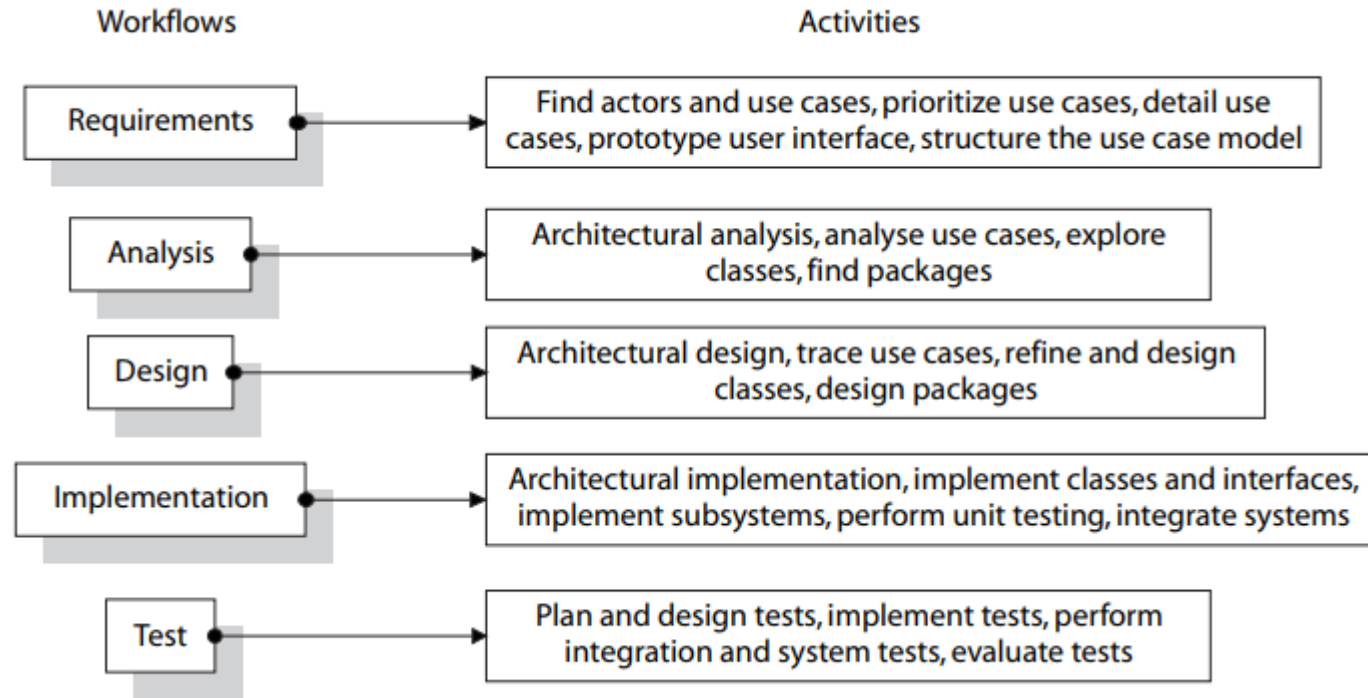 Workflows
Activities
Requirements
Find actors and use cases, prioritize use cases, detail use
cases, prototype user interface, structure the use case model
Analysis
Architectural analysis, analyse use cases, explore
classes, find packages
Design
Architectural design, trace use cases, refine and design
classes, design packages
Implementation
Architectural implementation, implement classes and interfaces,
implement subsystems, perform unit testing, integrate systems
Test
Plan and design tests, implement tests, perform
integration and system tests, evaluate tests